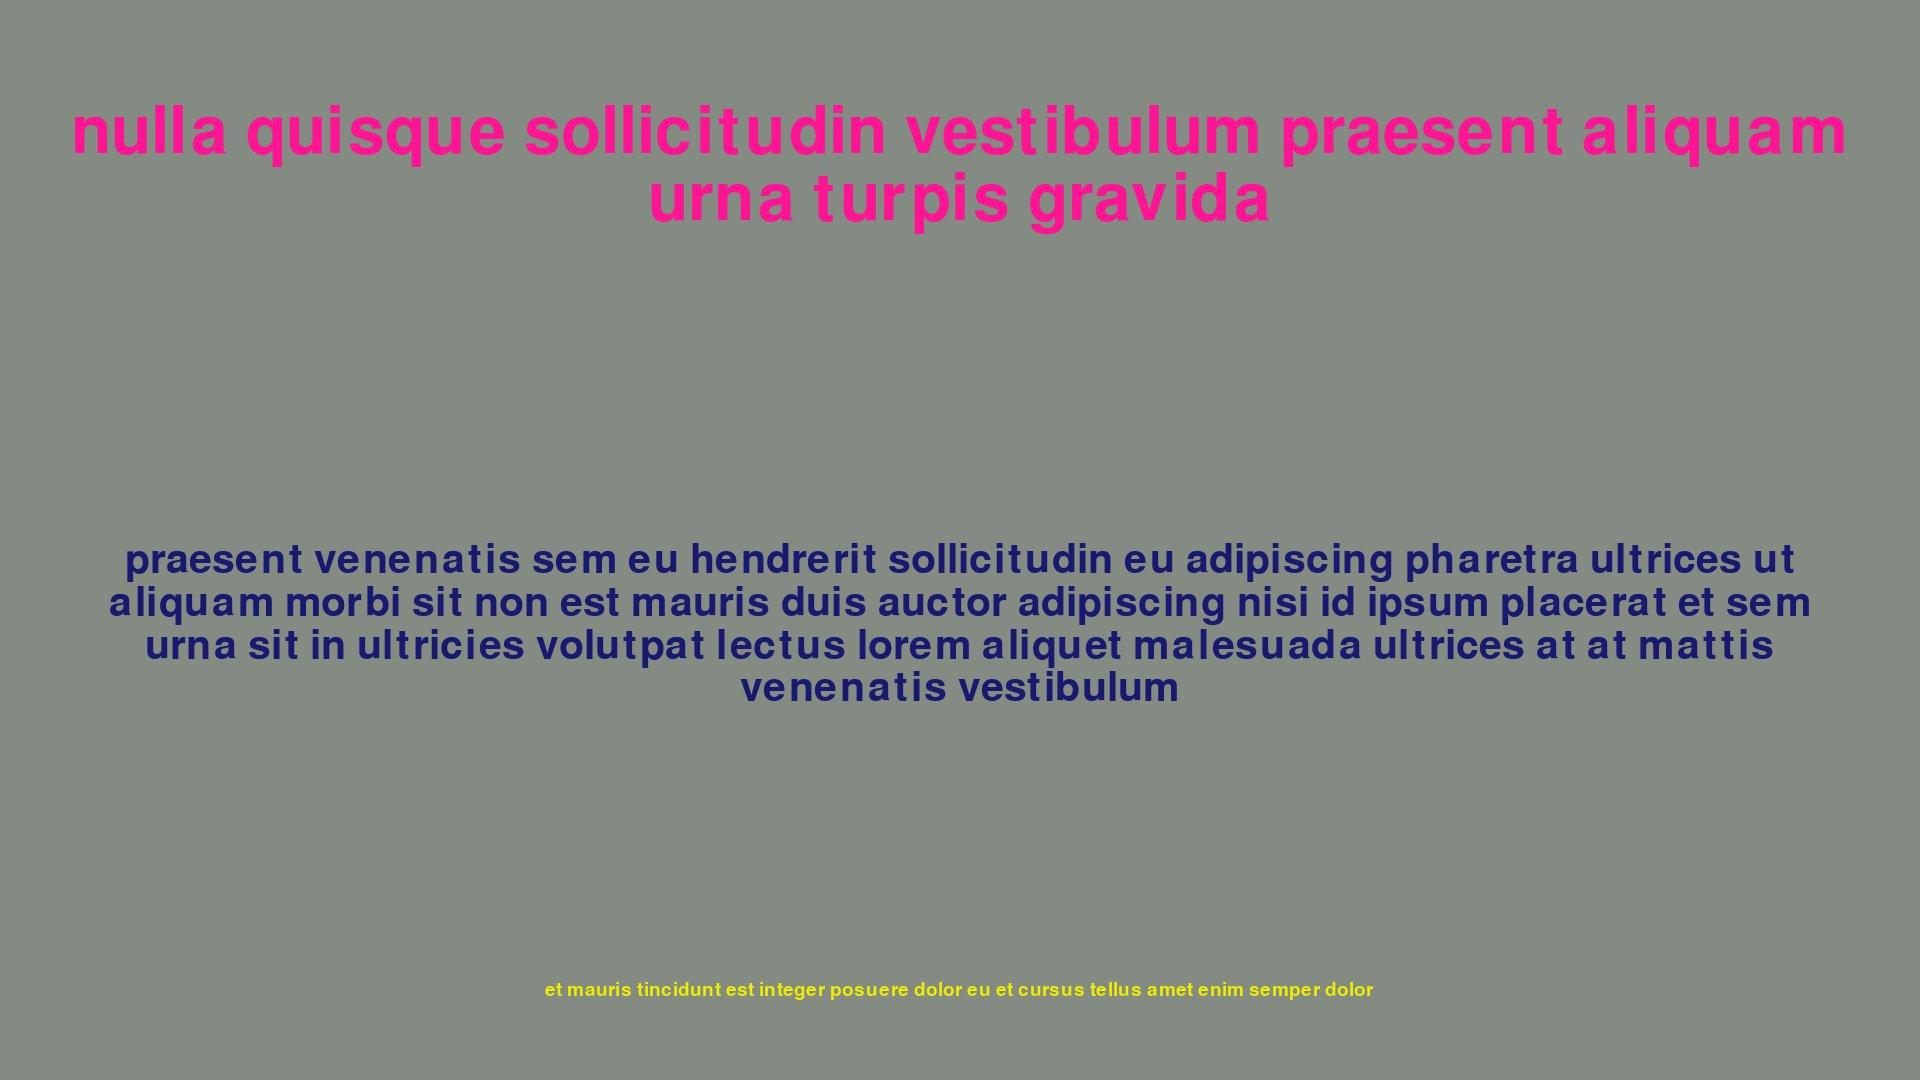 nulla quisque sollicitudin vestibulum praesent aliquam
urna turpis gravida
praesent venenatis sem eu hendrerit sollicitudin eu adipiscing pharetra ultrices ut
aliquam morbi sit non est mauris duis auctor adipiscing nisi id ipsum placerat et sem
urna sit in ultricies volutpat lectus lorem aliquet malesuada ultrices at at mattis
venenatis vestibulum
et mauris tincidunt est integer posuere dolor eu et cursus tellus amet enim semper dolor